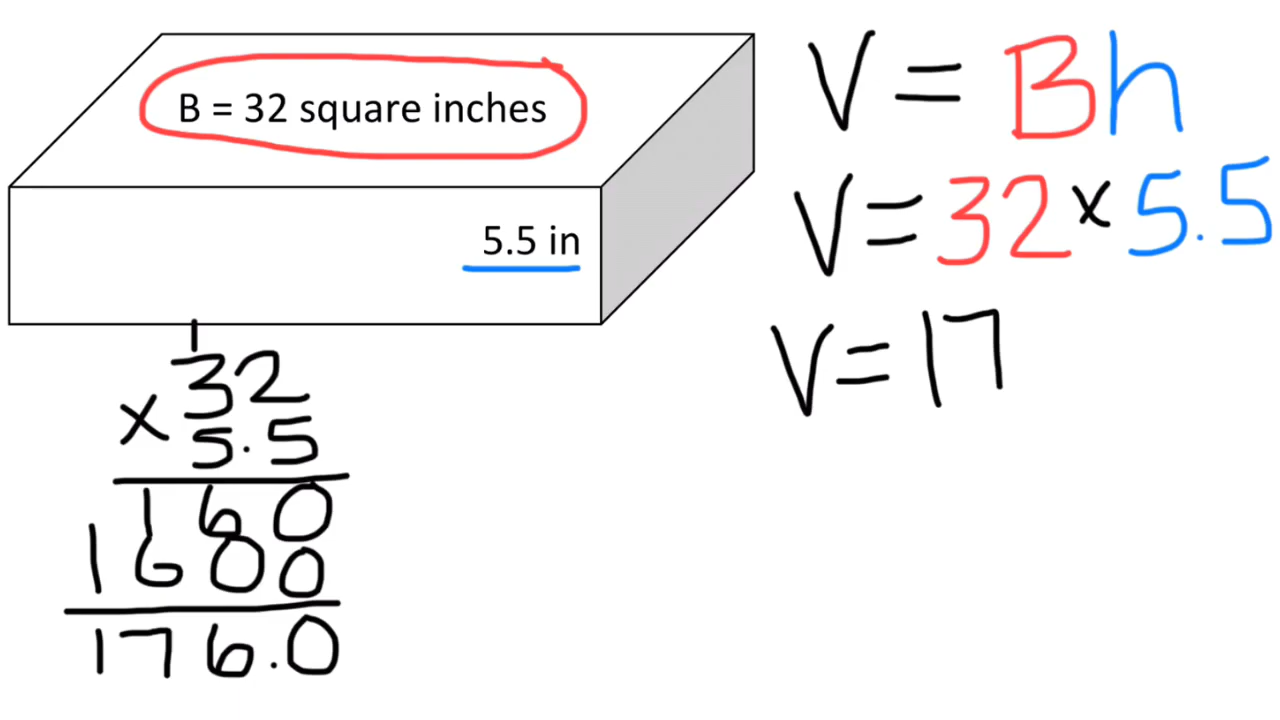 B = 32 square inches
5.5 in
V = Bh
V = 32 x 5.5
V = 17
1
32
x 5.5
160
1600
176.0